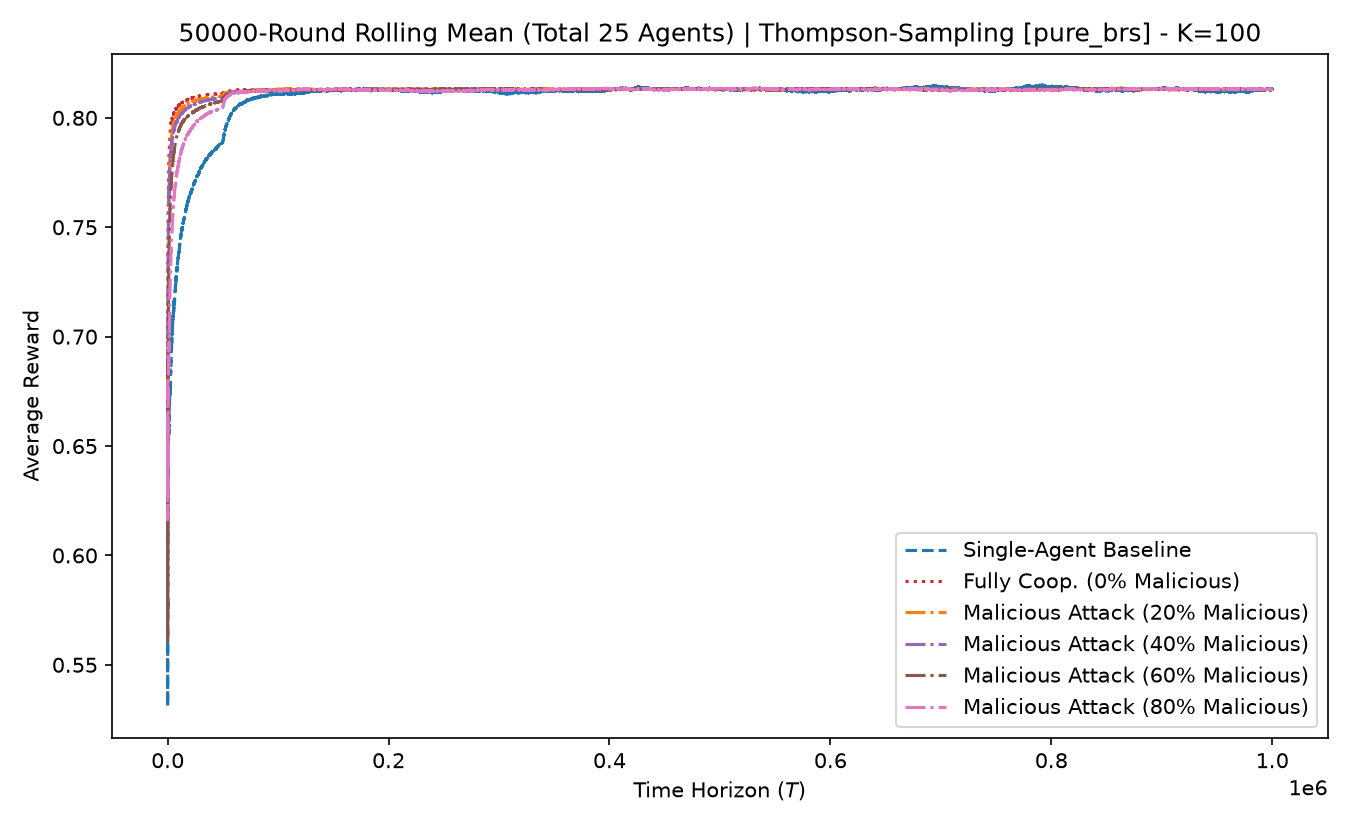 50000-Round Rolling Mean (Total 25 Agents) | Thompson-Sampling [pure_brs] - K=100
Average Reward
0.80
0.75
0.70
0.65
0.60
0.55
Single-Agent Baseline
Fully Coop. (0% Malicious)
Malicious Attack (20% Malicious)
Malicious Attack (40% Malicious)
Malicious Attack (60% Malicious)
Malicious Attack (80% Malicious)
0.0 0.2 0.4 0.6 0.8 1.0
1e6
Time Horizon (T)